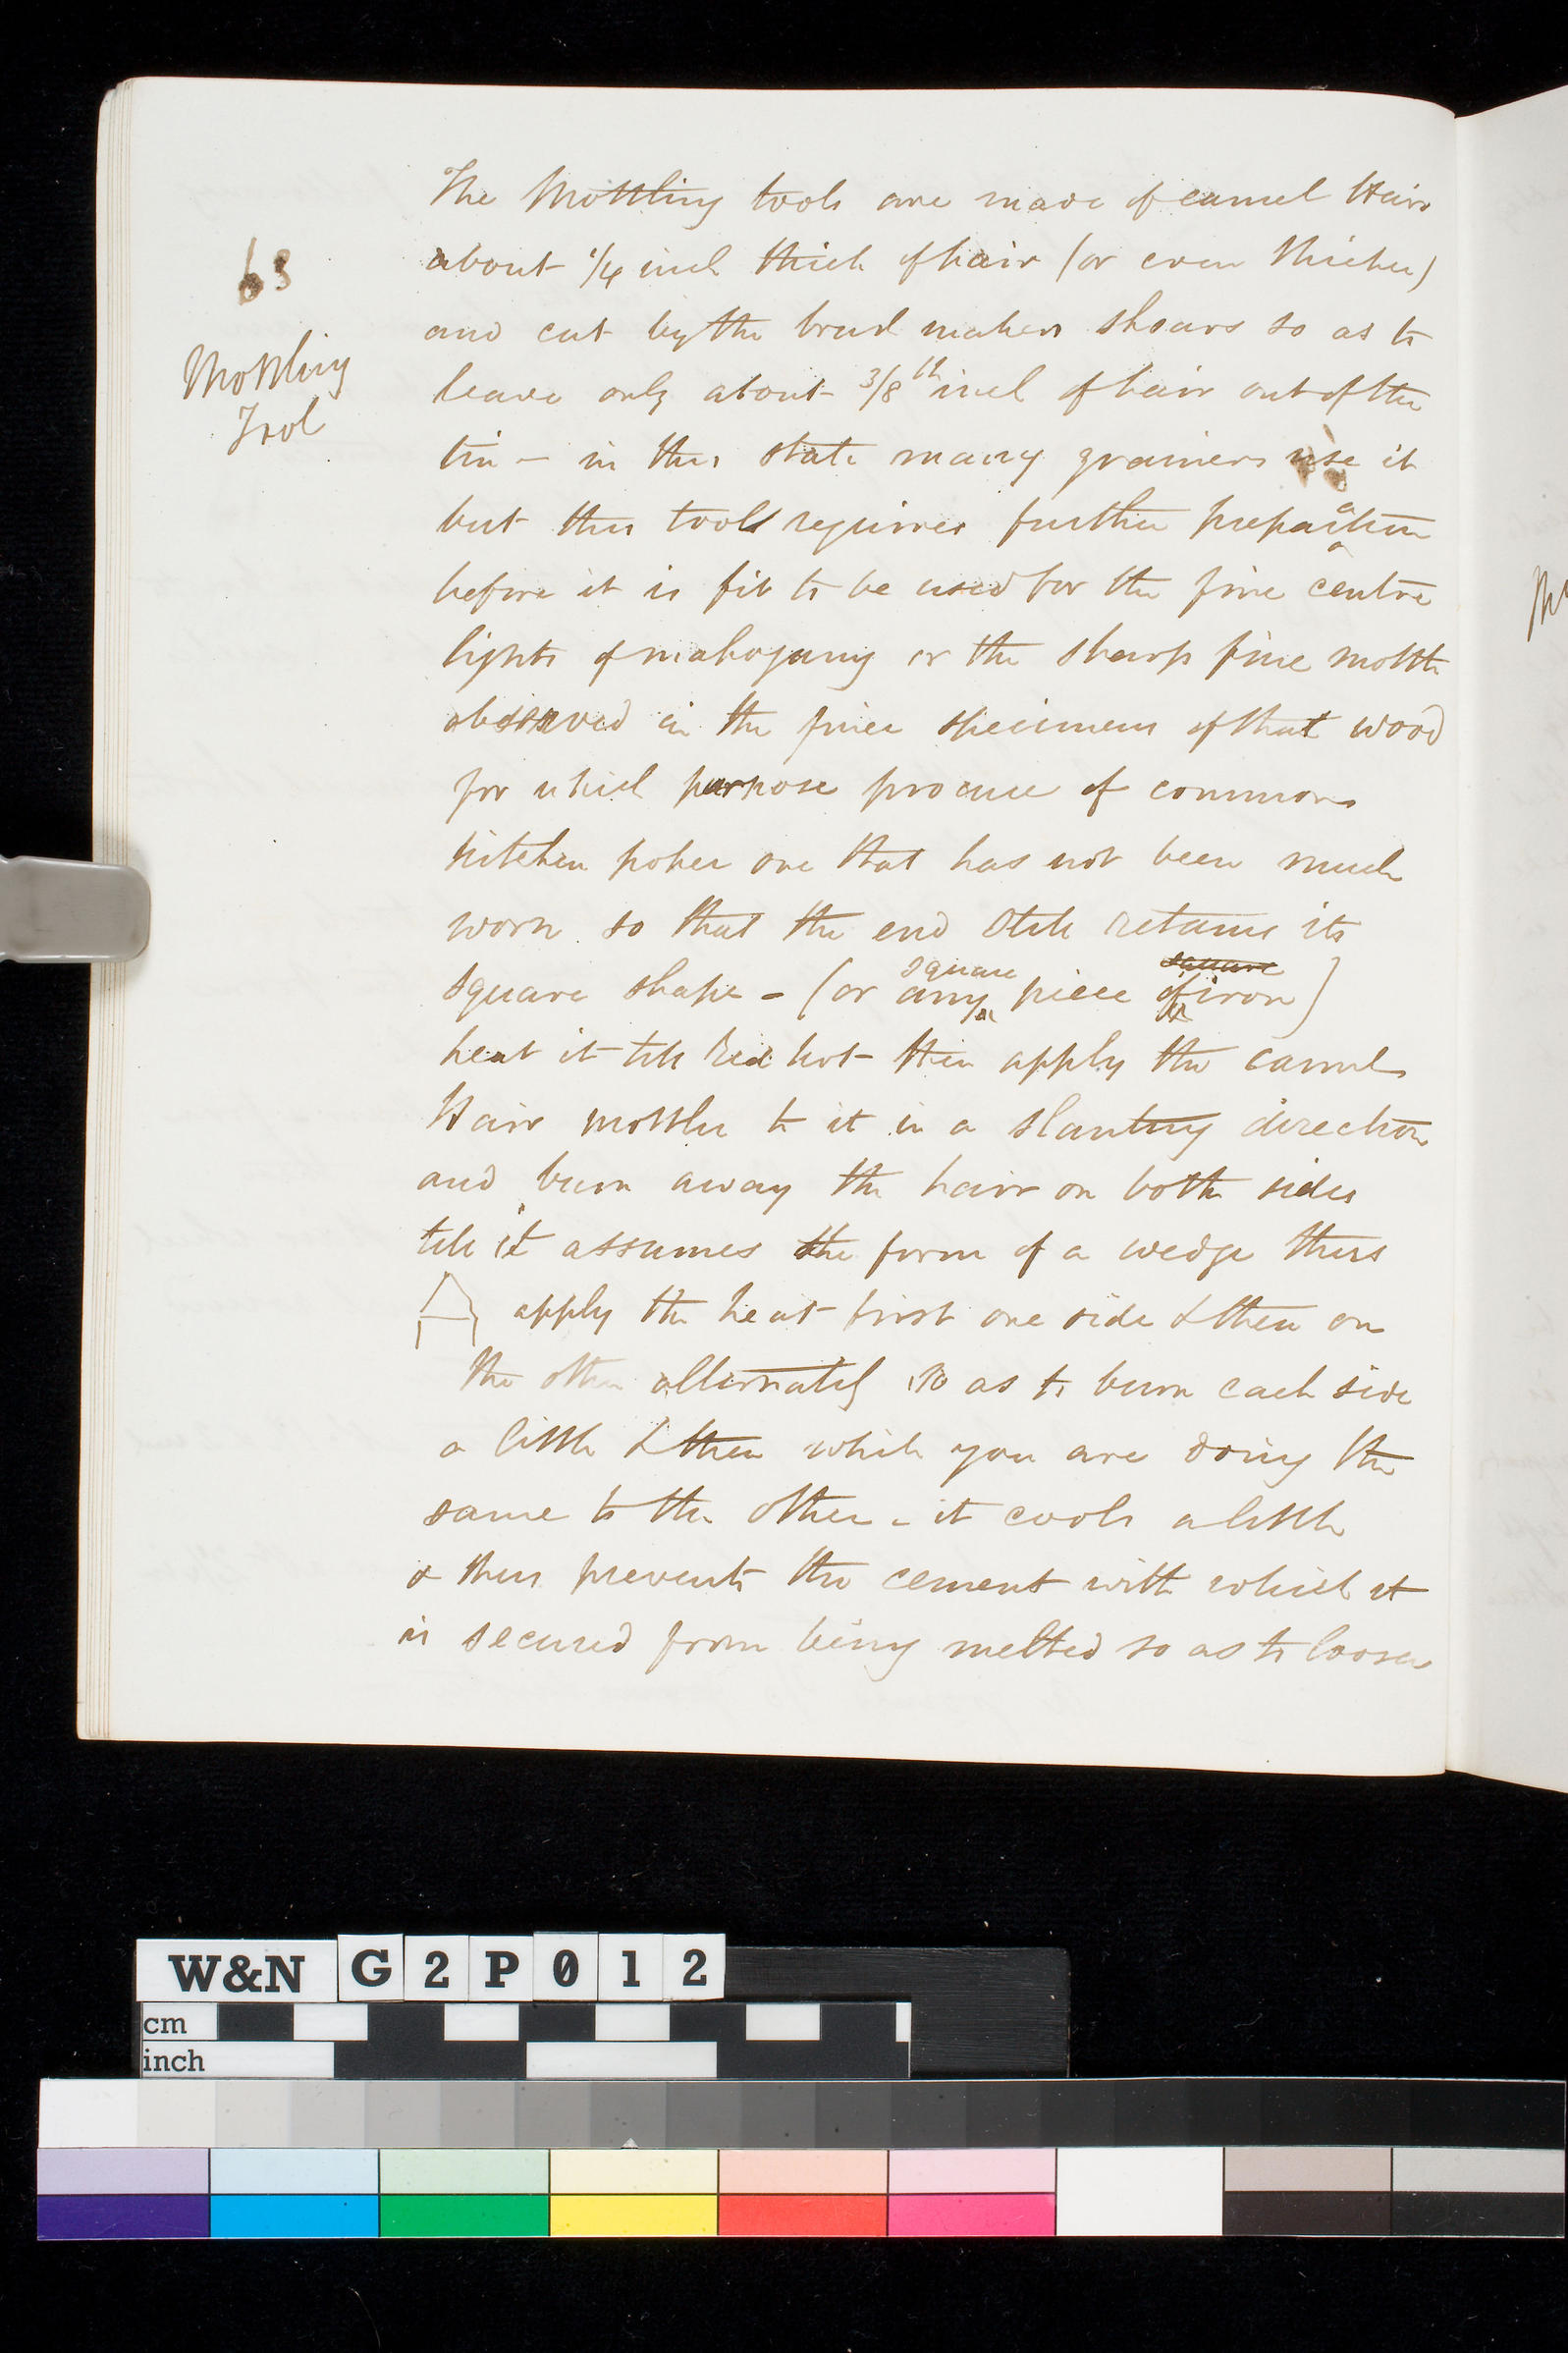 63
Mottling
Tool
The Mottling tools are made of camel Hair
about 1/4 inch thick of hair (or even thicker)
and cut by the brush makers shears so as to
leave only about 3/8th inch of hair out of the
tin - in this state many grainers use it
but this tool requires further preparation
before it is fit to be used for the fine centre
lights of mahogany or the sharp fine mottle
observed in the finer specimens of that wood
for which purpose procure of common
kitchen poker one that has not been much
worn so that the end still retains its
square shape - (or any square piece of square iron)
heat it till Red hot - then apply the camel
Hair mottler to it in a slanting direction
and burn away the hair on both sides
till it assumes the form of a wedge thus
apply the heat first one side & then on
the other alternately so as to burn each side
a little & then while you are doing the
same to the other - it cools a little
& thus prevents the cement with which it
is secured from being melted so as to loosen
W&N G2P012
cm
inch